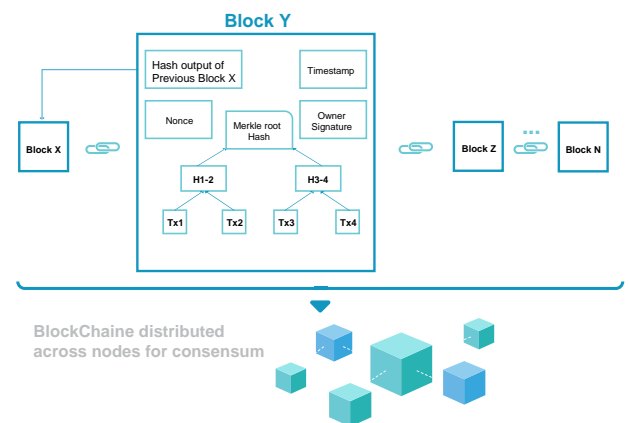 Block Y
Hash output of
Previous Block X
Timestamp
Nonce
Merkle root
Hash
Owner
Signature
Block X
Block Z
...
Block N
H1-2
H3-4
Tx1
Tx2
Tx3
Tx4
BlockChaine distributed
across nodes for consensum